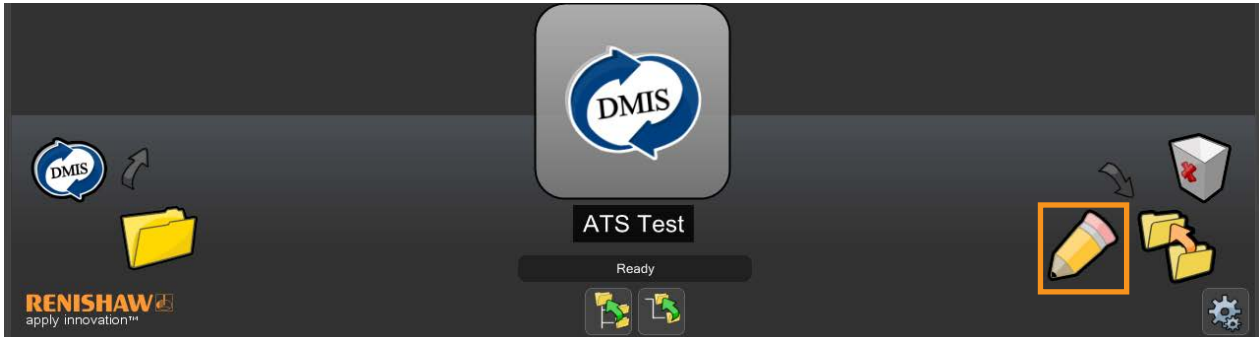 DMIS
DMIS
ATS Test
Ready
RENISHAW
apply innovation™